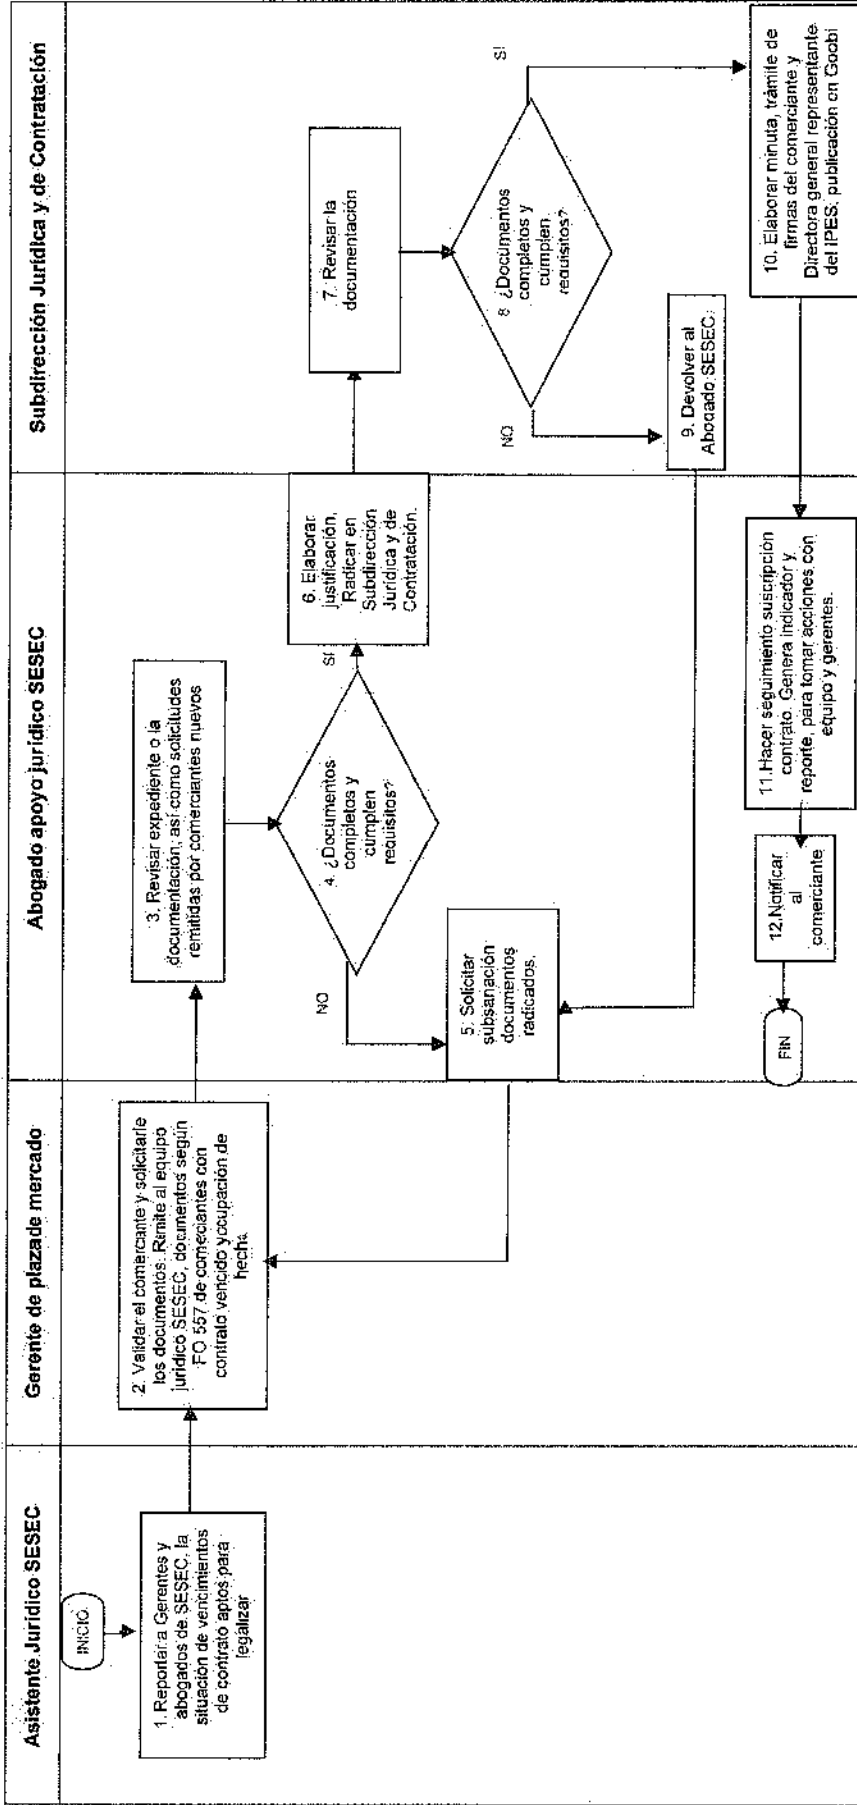 Asistente Jurídico SESEC
Gerente de plazade mercado
Abogado apoyo jurídico SESEC
Subdirección Jurídica y de Contratación
INICIO
1. Reportar a Gerentes y
abogados de SESEC, la
situación de vencimientos
de contrato aptos para
legalizar
2. Validar el comerciante y solicitarle
los documentos. Rimite al equipo
jurídico SESEC, documentos según
FO 557 de comeciantes con
contrato vencido yocupación de
hecho.
3. Revisar expediente o la
documentación, así como solicitudes
remitidas por comerciantes nuevos
4. ¿Documentos
completos y
cumplen
requisitos?
NO
SÍ
5. Solicitar
subsanación
documentos
radicados.
6. Elaborar
justificación,
Radicar en
Subdirección
Jurídica y de
Contratación.
7. Revisar la
documentación
8 ¿Documentos
completos y
cumplen
requisitos?
NO
SÍ
9. Devolver al
Abogado SESEC.
10. Elaborar minuta, trámite de
firmas del comerciante y
Directora general representante
del IPES, publicación en Goobi
11.Hacer seguimiento suscripción
contrato. Genera indicador y
reporte, para tomar acciones con
equipo y gerentes.
12.Notificar
al
comerciante
FIN